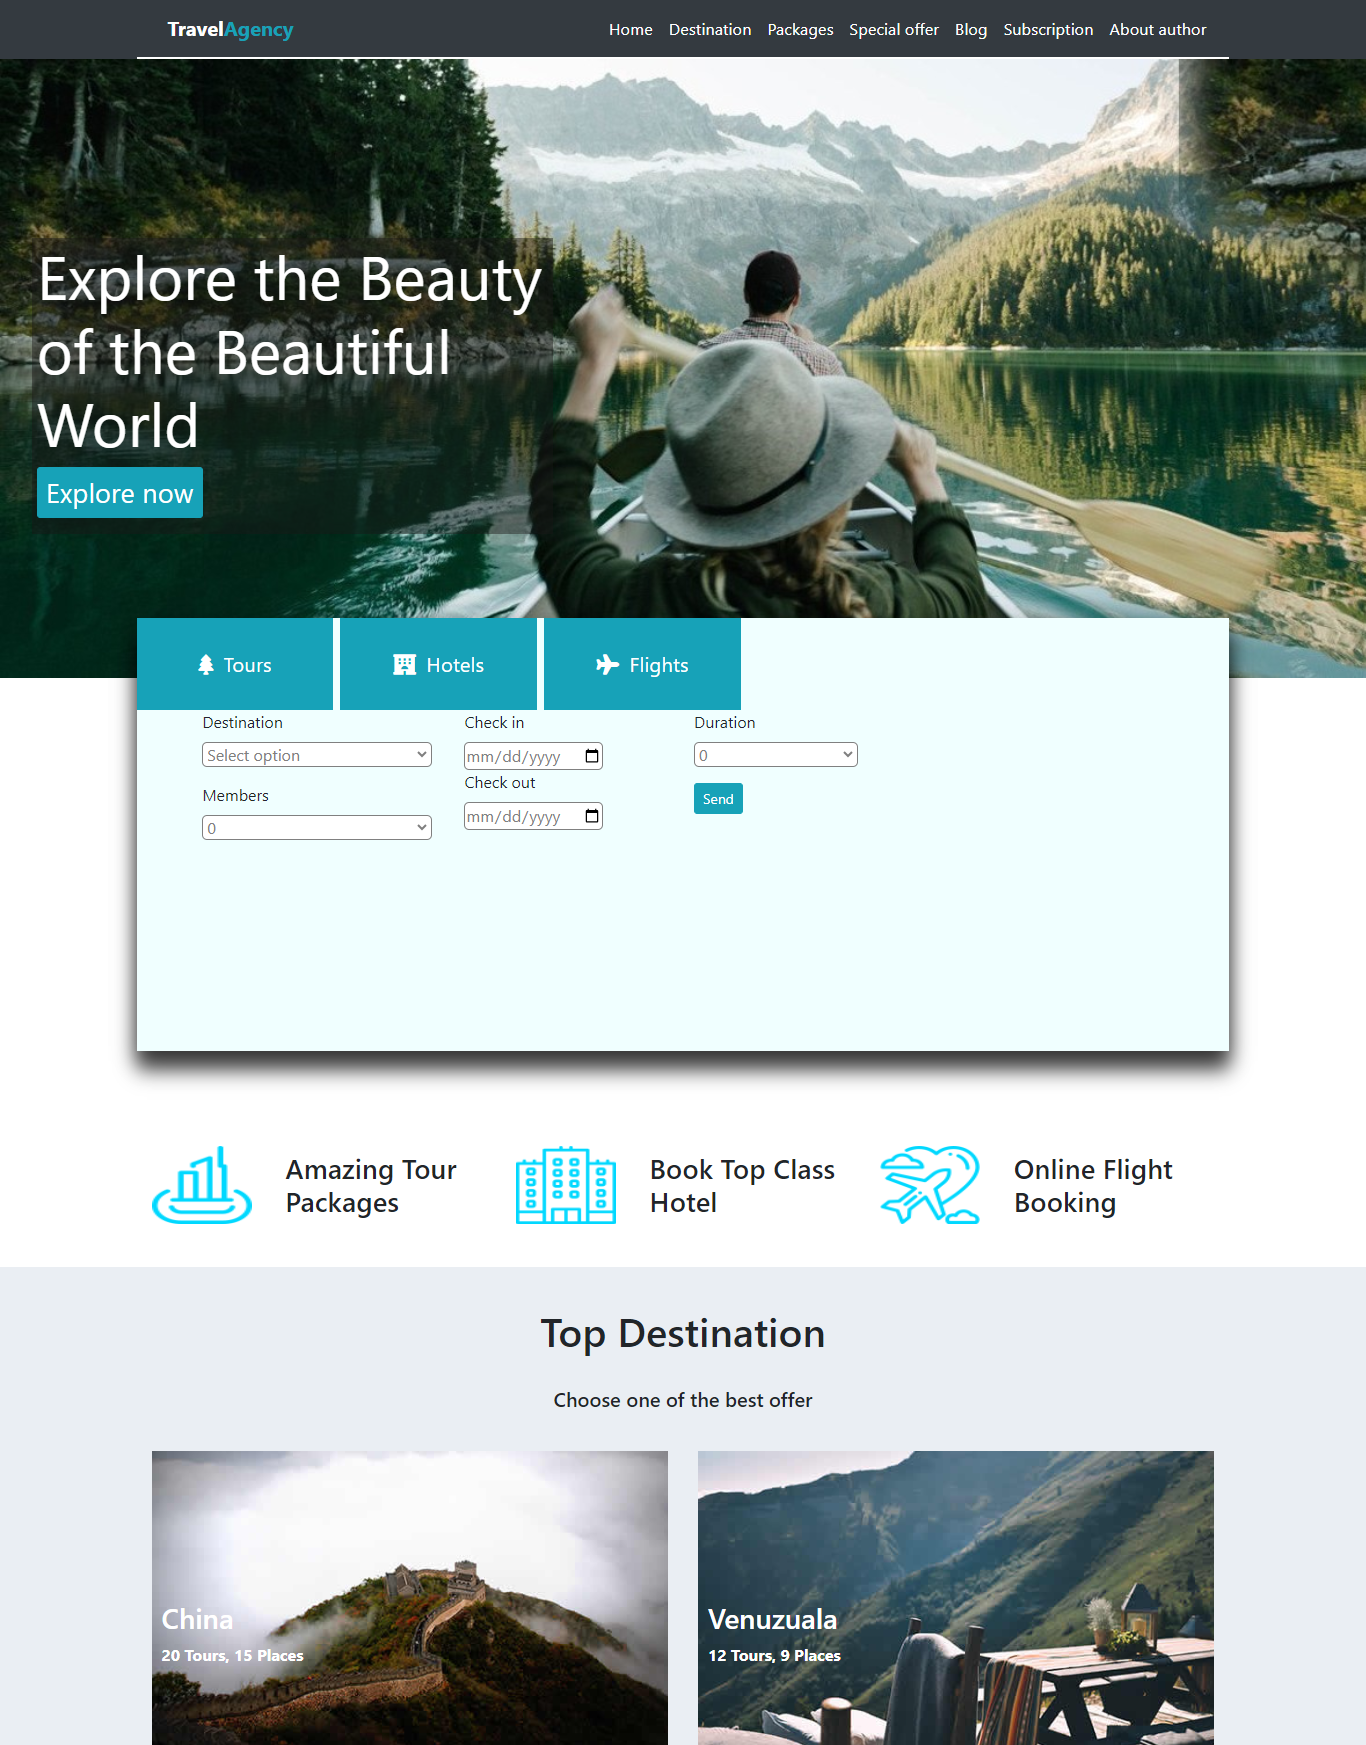 TravelAgency
Home Destination Packages Special offer Blog Subscription About author
Explore the Beauty
of the Beautiful
World
Explore now
Tours
Hotels
Flights
Destination
Select option
Members
0
Check in
mm/dd/yyyy
Check out
mm/dd/yyyy
Duration
0
Send
Amazing Tour
Packages
Book Top Class
Hotel
Online Flight
Booking
Top Destination
Choose one of the best offer
China
20 Tours, 15 Places
Venuzuala
12 Tours, 9 Places